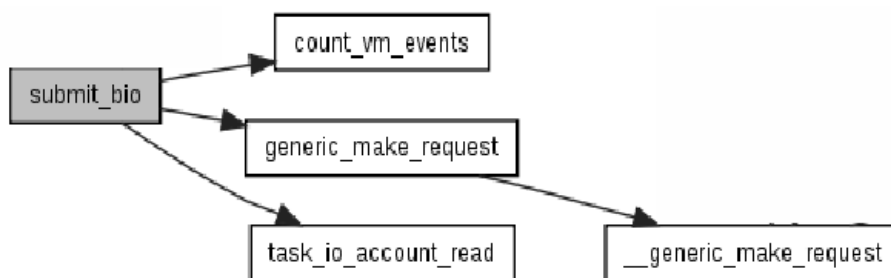 count_vm_events
submit_bio
generic_make_request
task_io_account_read
__generic_make_request